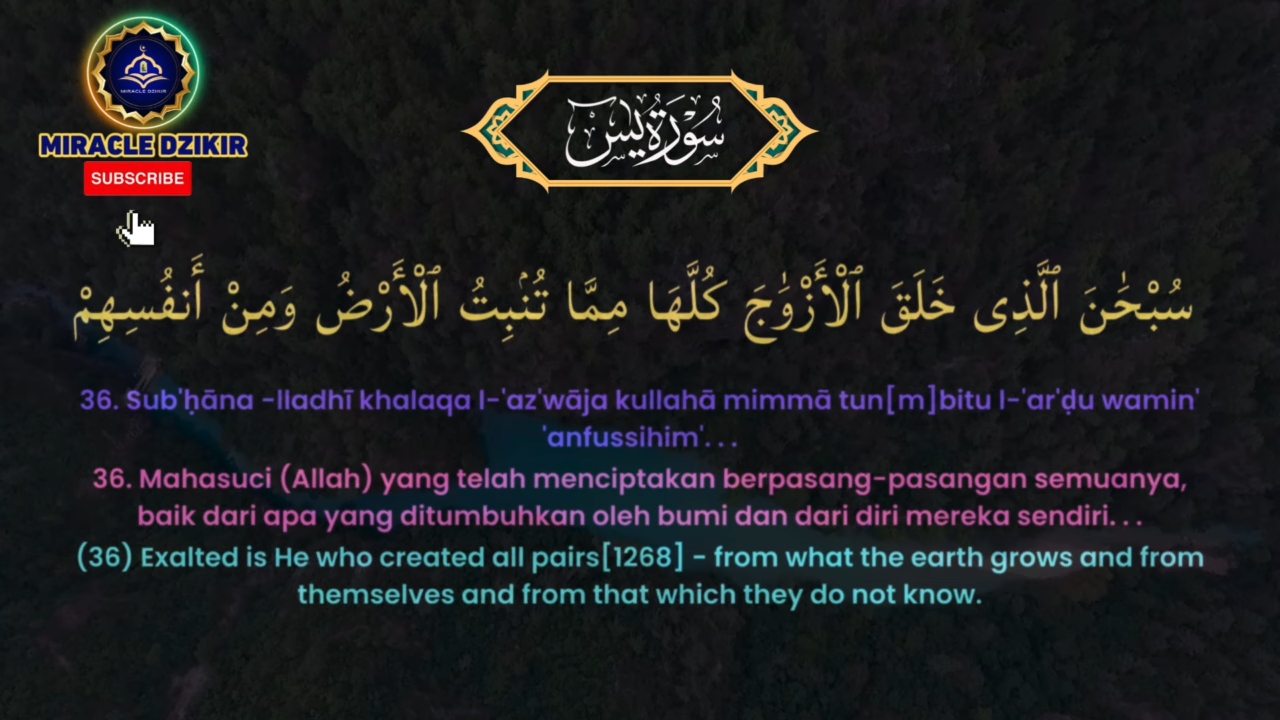 MIRACLE DZIKIR
MIRACLE DZIKIR
SUBSCRIBE
سُورَةُ يسٓ
سُبْحَٰنَ ٱلَّذِى خَلَقَ ٱلْأَزْوَٰجَ كُلَّهَا مِمَّا تُنۢبِتُ ٱلْأَرْضُ وَمِنْ أَنفُسِهِمْ
36. Sub'ḥāna -lladhī khalaqa l-'az'wāja kullahā mimmā tun[m]bitu l-'ar'ḍu wamin'
'anfussihim'. . .
36. Mahasuci (Allah) yang telah menciptakan berpasang-pasangan semuanya,
baik dari apa yang ditumbuhkan oleh bumi dan dari diri mereka sendiri. . .
(36) Exalted is He who created all pairs[1268] - from what the earth grows and from
themselves and from that which they do not know.